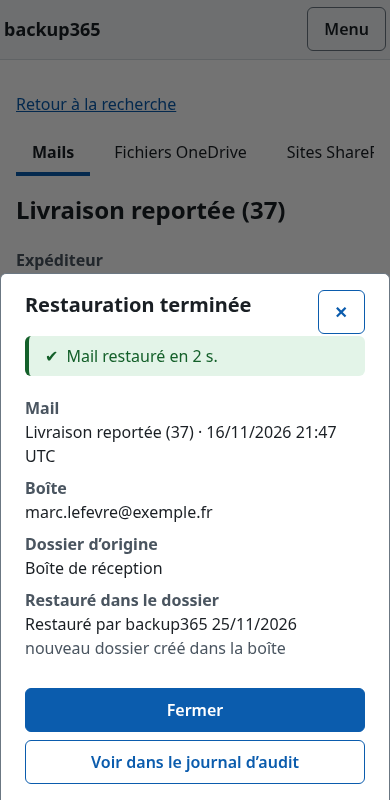 backup365
Menu
Retour à la recherche
Mails
Fichiers OneDrive
Sites Share
Livraison reportée (37)
Expéditeur
Restauration terminée
×
✔ Mail restauré en 2 s.
Mail
Livraison reportée (37) · 16/11/2026 21:47
UTC
Boîte
marc.lefevre@exemple.fr
Dossier d’origine
Boîte de réception
Restauré dans le dossier
Restauré par backup365 25/11/2026
nouveau dossier créé dans la boîte
Fermer
Voir dans le journal d’audit